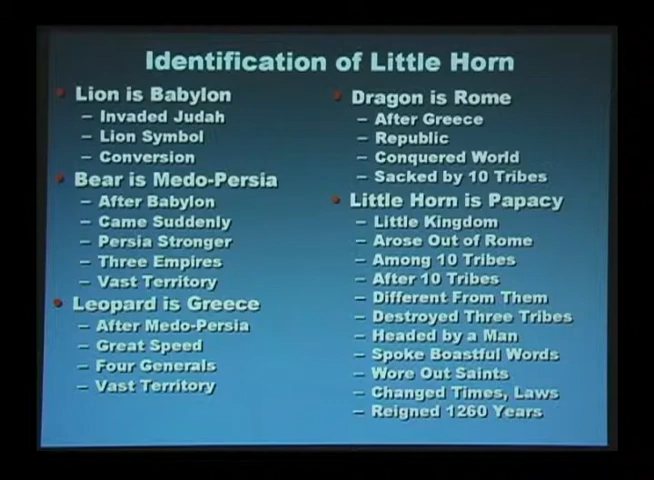 Identification of Little Horn
• Lion is Babylon
– Invaded Judah
– Lion Symbol
– Conversion
• Bear is Medo-Persia
– After Babylon
– Came Suddenly
– Persia Stronger
– Three Empires
– Vast Territory
• Leopard is Greece
– After Medo-Persia
– Great Speed
– Four Generals
– Vast Territory
• Dragon is Rome
– After Greece
– Republic
– Conquered World
– Sacked by 10 Tribes
• Little Horn is Papacy
– Little Kingdom
– Arose Out of Rome
– Among 10 Tribes
– After 10 Tribes
– Different From Them
– Destroyed Three Tribes
– Headed by a Man
– Spoke Boastful Words
– Wore Out Saints
– Changed Times, Laws
– Reigned 1260 Years